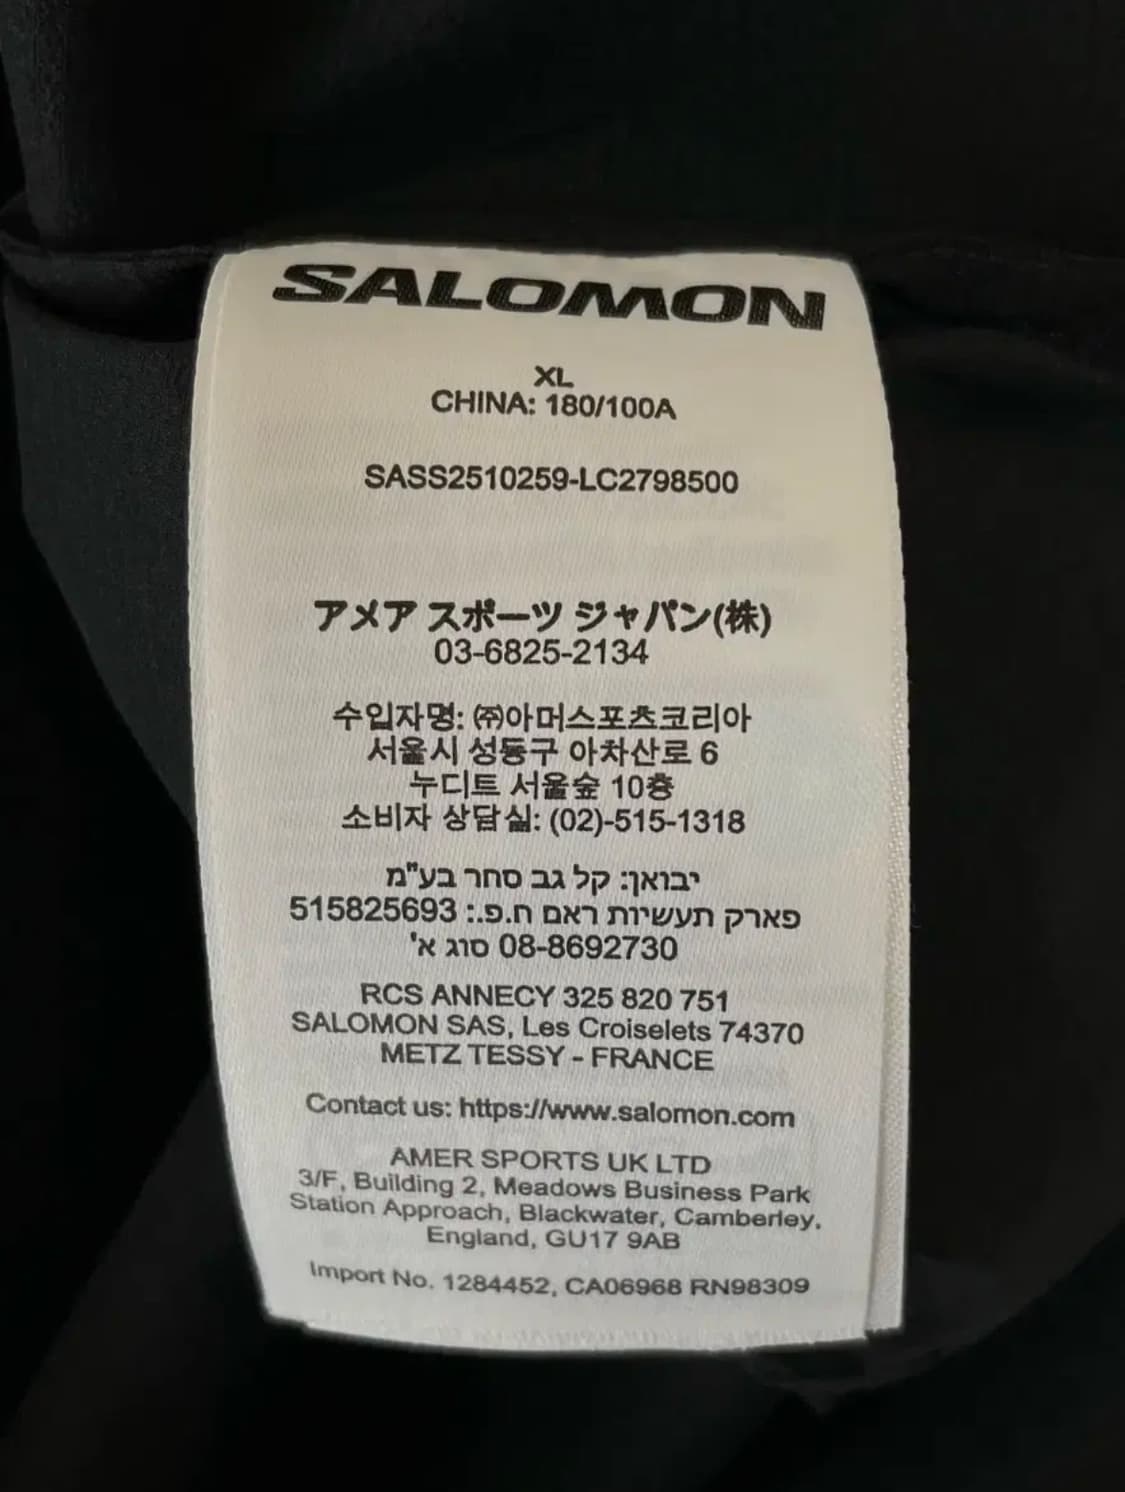 SALOMON
XL
CHINA: 180/100A
SASS2510259-LC2798500
アメア スポーツ ジャパン(株)
03-6825-2134
수입자명: ㈜아머스포츠코리아
서울시 성동구 아차산로 6
누디트 서울숲 10층
소비자 상담실: (02)-515-1318
יבואן: קל גב סחר בע"מ
פארק תעשיות ראם ח.פ.: 515825693
08-8692730 סוג א'
RCS ANNECY 325 820 751
SALOMON SAS, Les Croiselets 74370
METZ TESSY - FRANCE
Contact us: https://www.salomon.com
AMER SPORTS UK LTD
3/F, Building 2, Meadows Business Park
Station Approach, Blackwater, Camberley,
England, GU17 9AB
Import No. 1284452, CA06968 RN98309